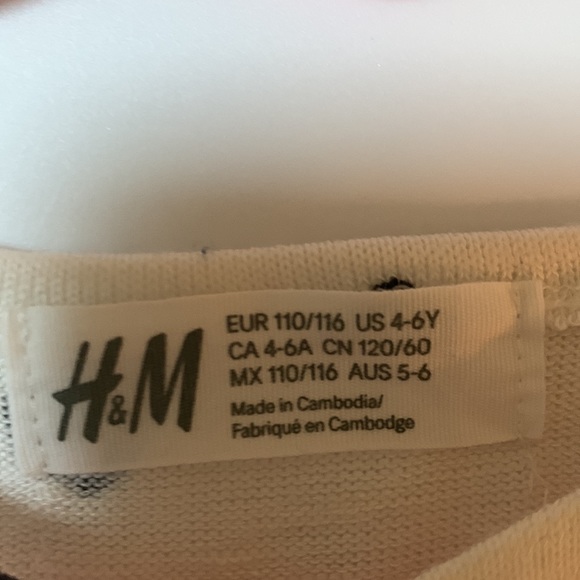 H&M
EUR 110/116 US 4-6Y
CA 4-6A CN 120/60
MX 110/116 AUS 5-6
Made in Cambodia/
Fabriqué en Cambodge